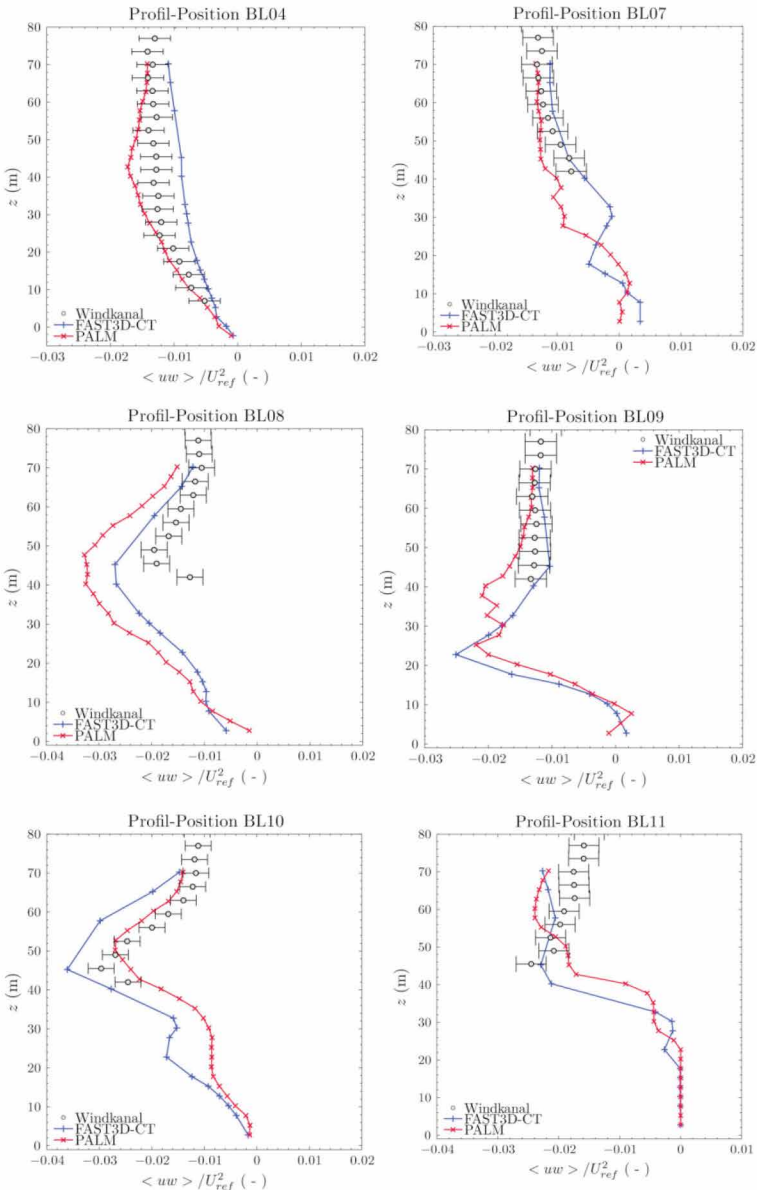 Profil-Position BL04
80
70
60
50
40
30
20
10
0
z (m)
Windkanal
FAST3D-CT
PALM
−0.03 −0.02 −0.01 0 0.01 0.02
< uw > /U²ref ( - )
Profil-Position BL07
80
70
60
50
40
30
20
10
0
z (m)
Windkanal
FAST3D-CT
PALM
−0.03 −0.02 −0.01 0 0.01 0.02
< uw > /U²ref ( - )
Profil-Position BL08
80
70
60
50
40
30
20
10
0
z (m)
Windkanal
FAST3D-CT
PALM
−0.04 −0.03 −0.02 −0.01 0 0.01 0.02
< uw > /U²ref ( - )
Profil-Position BL09
80
70
60
50
40
30
20
10
0
z (m)
Windkanal
FAST3D-CT
PALM
−0.03 −0.02 −0.01 0 0.01 0.02
< uw > /U²ref ( - )
Profil-Position BL10
80
70
60
50
40
30
20
10
0
z (m)
Windkanal
FAST3D-CT
PALM
−0.04 −0.03 −0.02 −0.01 0 0.01 0.02
< uw > /U²ref ( - )
Profil-Position BL11
80
70
60
50
40
30
20
10
0
z (m)
Windkanal
FAST3D-CT
PALM
−0.04 −0.03 −0.02 −0.01 0 0.01
< uw > /U²ref ( - )